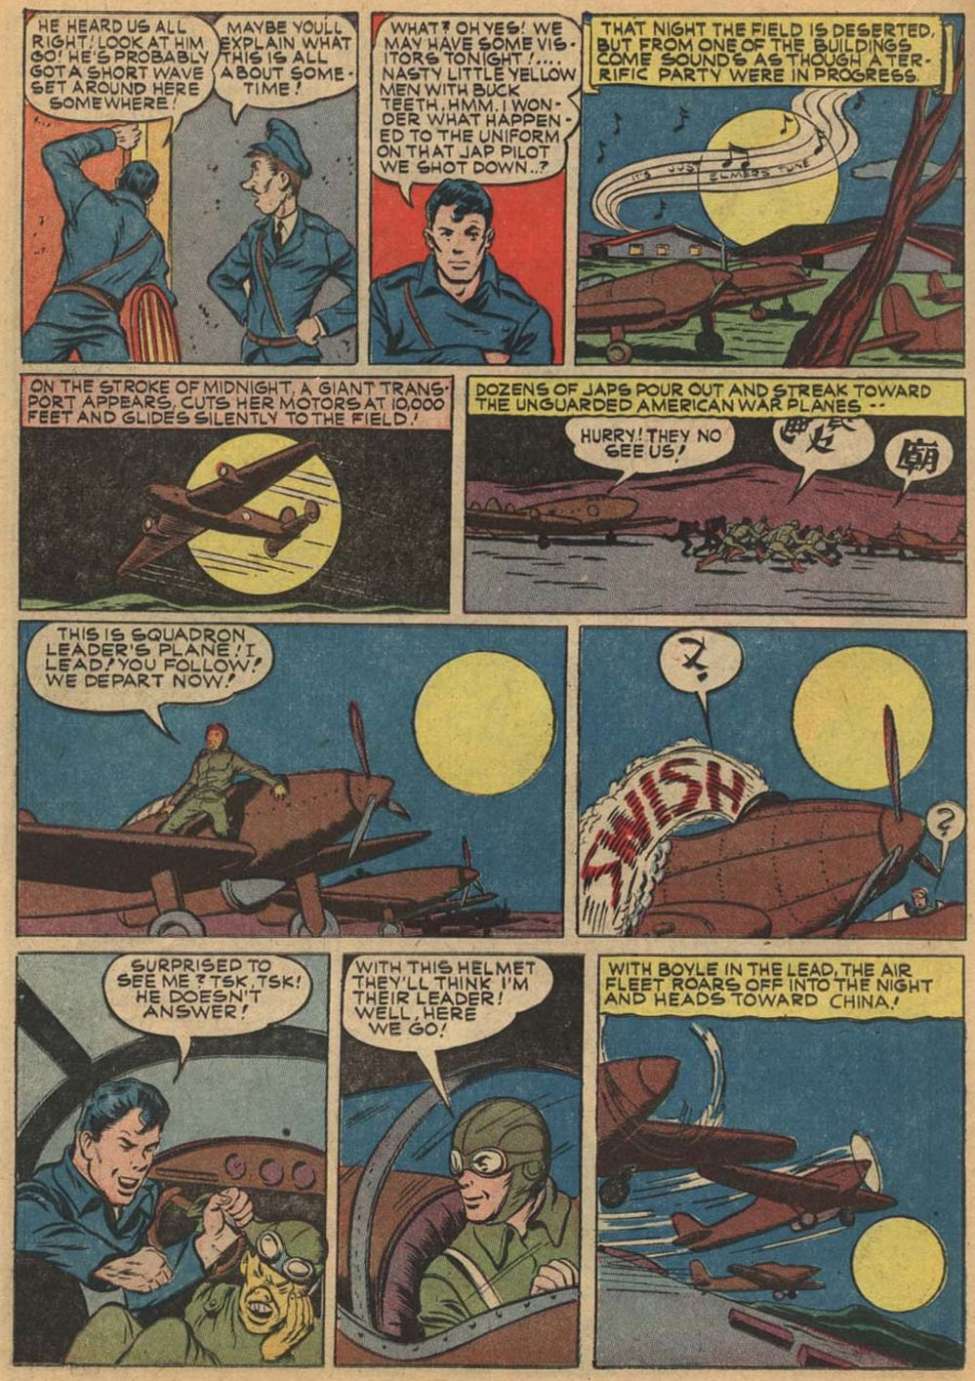 HE HEARD US ALL
RIGHT! LOOK AT HIM
GO! HE'S PROBABLY
GOT A SHORT WAVE
SET AROUND HERE
SOMEWHERE!
MAYBE YOU'LL
EXPLAIN WHAT
THIS IS ALL
ABOUT SOME-
TIME!
WHAT? OH YES! WE
MAY HAVE SOME VIS-
ITORS TONIGHT!....
NASTY LITTLE YELLOW
MEN WITH BUCK
TEETH. HMM. I WON-
DER WHAT HAPPEN-
ED TO THE UNIFORM
ON THAT JAP PILOT
WE SHOT DOWN..?
THAT NIGHT THE FIELD IS DESERTED,
BUT FROM ONE OF THE BUILDINGS
COME SOUNDS AS THOUGH A TER-
RIFIC PARTY WERE IN PROGRESS.
IT'S JUST ELMER'S TUNE
ON THE STROKE OF MIDNIGHT, A GIANT TRANS-
PORT APPEARS, CUTS HER MOTORS AT 10,000
FEET AND GLIDES SILENTLY TO THE FIELD!
DOZENS OF JAPS POUR OUT AND STREAK TOWARD
THE UNGUARDED AMERICAN WAR PLANES --
HURRY! THEY NO
SEE US!
廟
THIS IS SQUADRON
LEADER'S PLANE! I
LEAD! YOU FOLLOW!
WE DEPART NOW!
?
SWISH
?
SURPRISED TO
SEE ME? TSK, TSK!
HE DOESN'T
ANSWER!
WITH THIS HELMET
THEY'LL THINK I'M
THEIR LEADER!
WELL, HERE
WE GO!
WITH BOYLE IN THE LEAD, THE AIR
FLEET ROARS OFF INTO THE NIGHT
AND HEADS TOWARD CHINA!